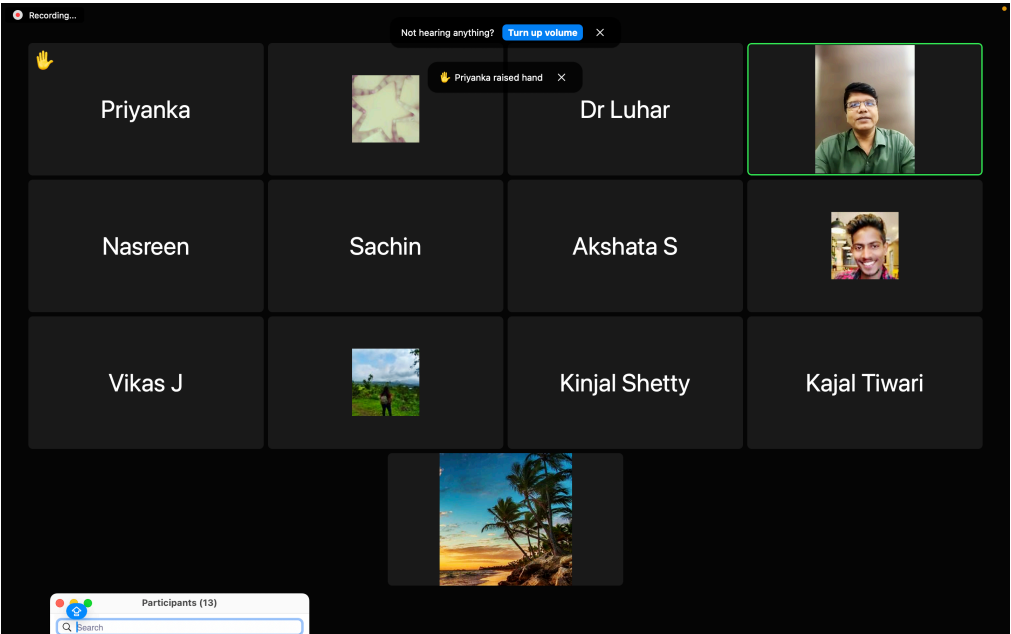 Recording...
Not hearing anything? Turn up volume
Priyanka raised hand
Priyanka
Dr Luhar
Nasreen
Sachin
Akshata S
Vikas J
Kinjal Shetty
Kajal Tiwari
Participants (13)
Search